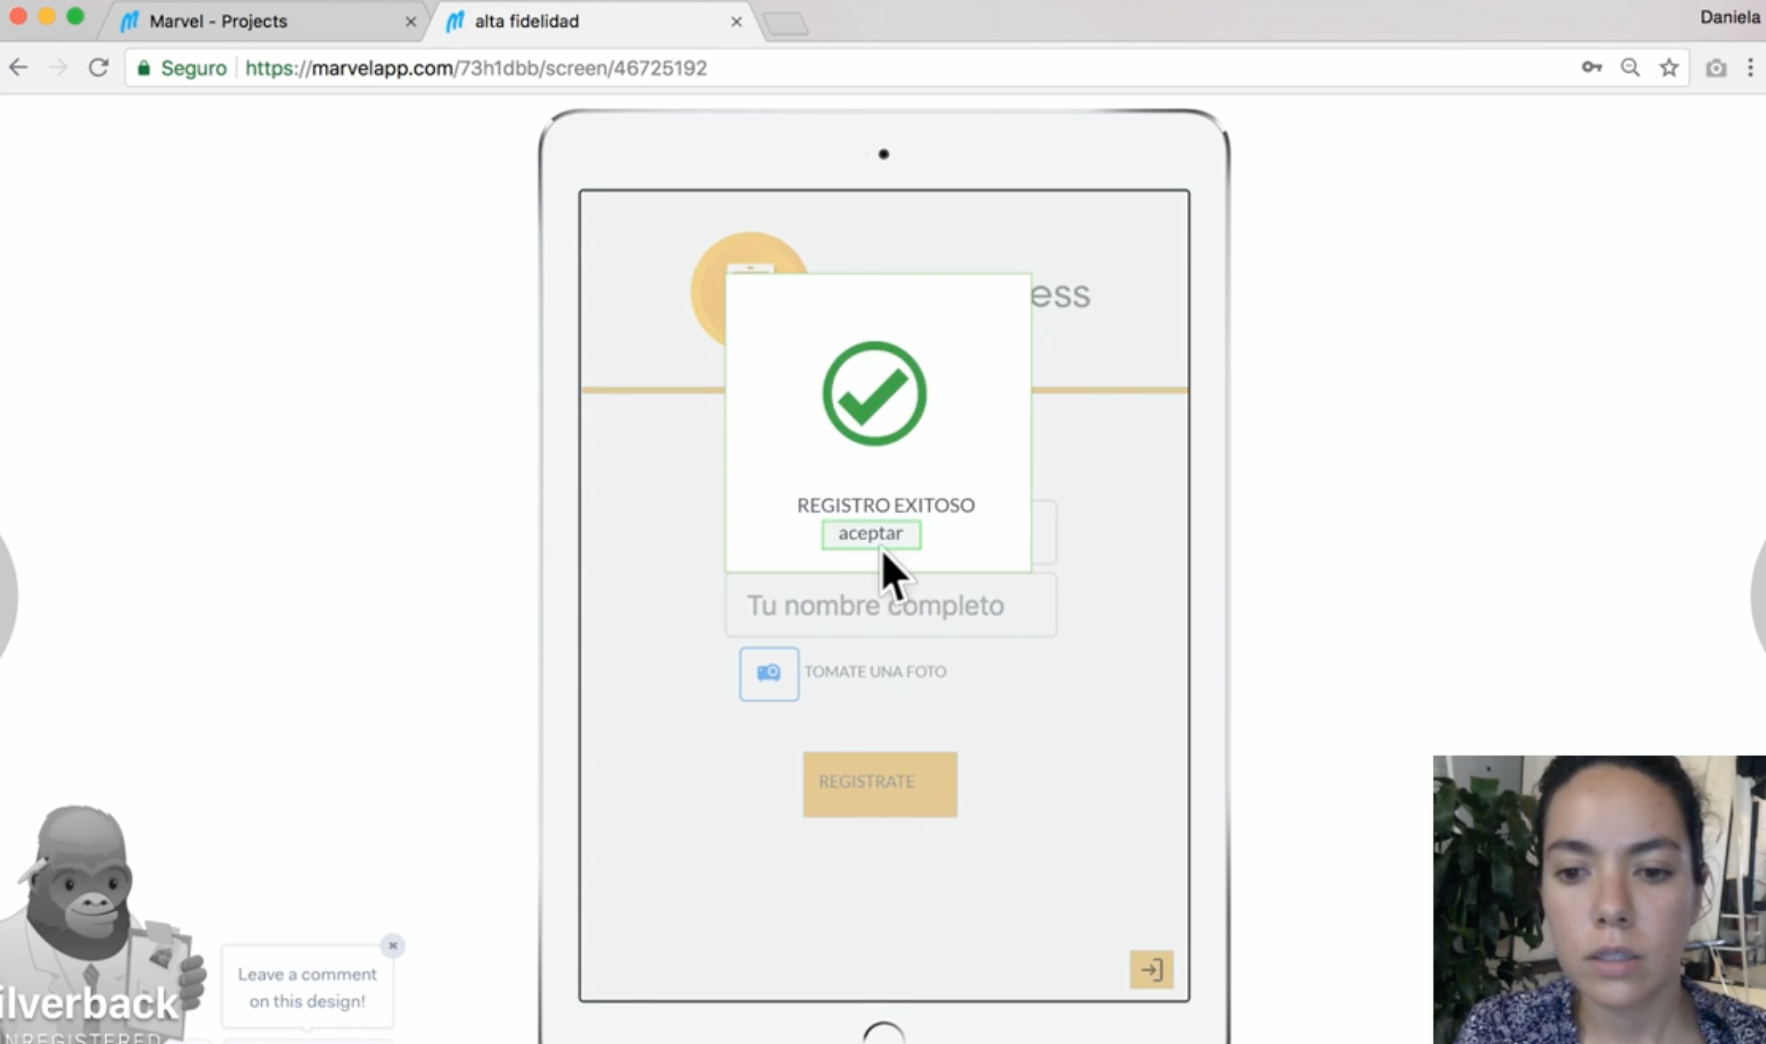 Marvel - Projects
alta fidelidad
Daniela
Seguro
https://marvelapp.com/73h1dbb/screen/46725192
ess
REGISTRO EXITOSO
aceptar
Tu nombre completo
TOMATE UNA FOTO
REGISTRATE
Leave a comment
on this design!
ilverback
NREGISTERED